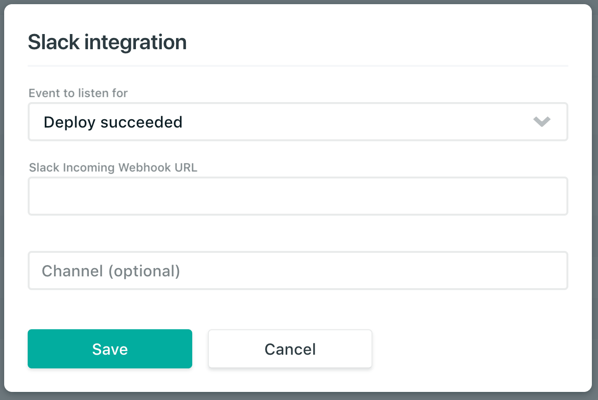 Slack integration
Event to listen for
Deploy succeeded
Slack Incoming Webhook URL
Channel (optional)
Save
Cancel